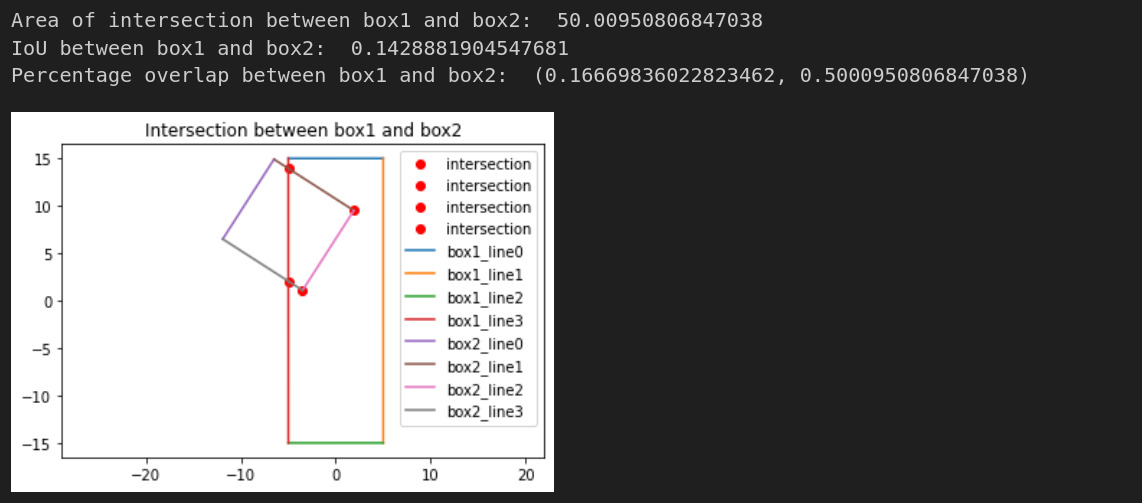 Area of intersection between box1 and box2:  50.00950806847038
IoU between box1 and box2:  0.1428881904547681
Percentage overlap between box1 and box2:  (0.16669836022823462, 0.5000950806847038)
Intersection between box1 and box2
15
10
5
0
−5
−10
−15
−20
−10
0
10
20
intersection
intersection
intersection
intersection
box1_line0
box1_line1
box1_line2
box1_line3
box2_line0
box2_line1
box2_line2
box2_line3